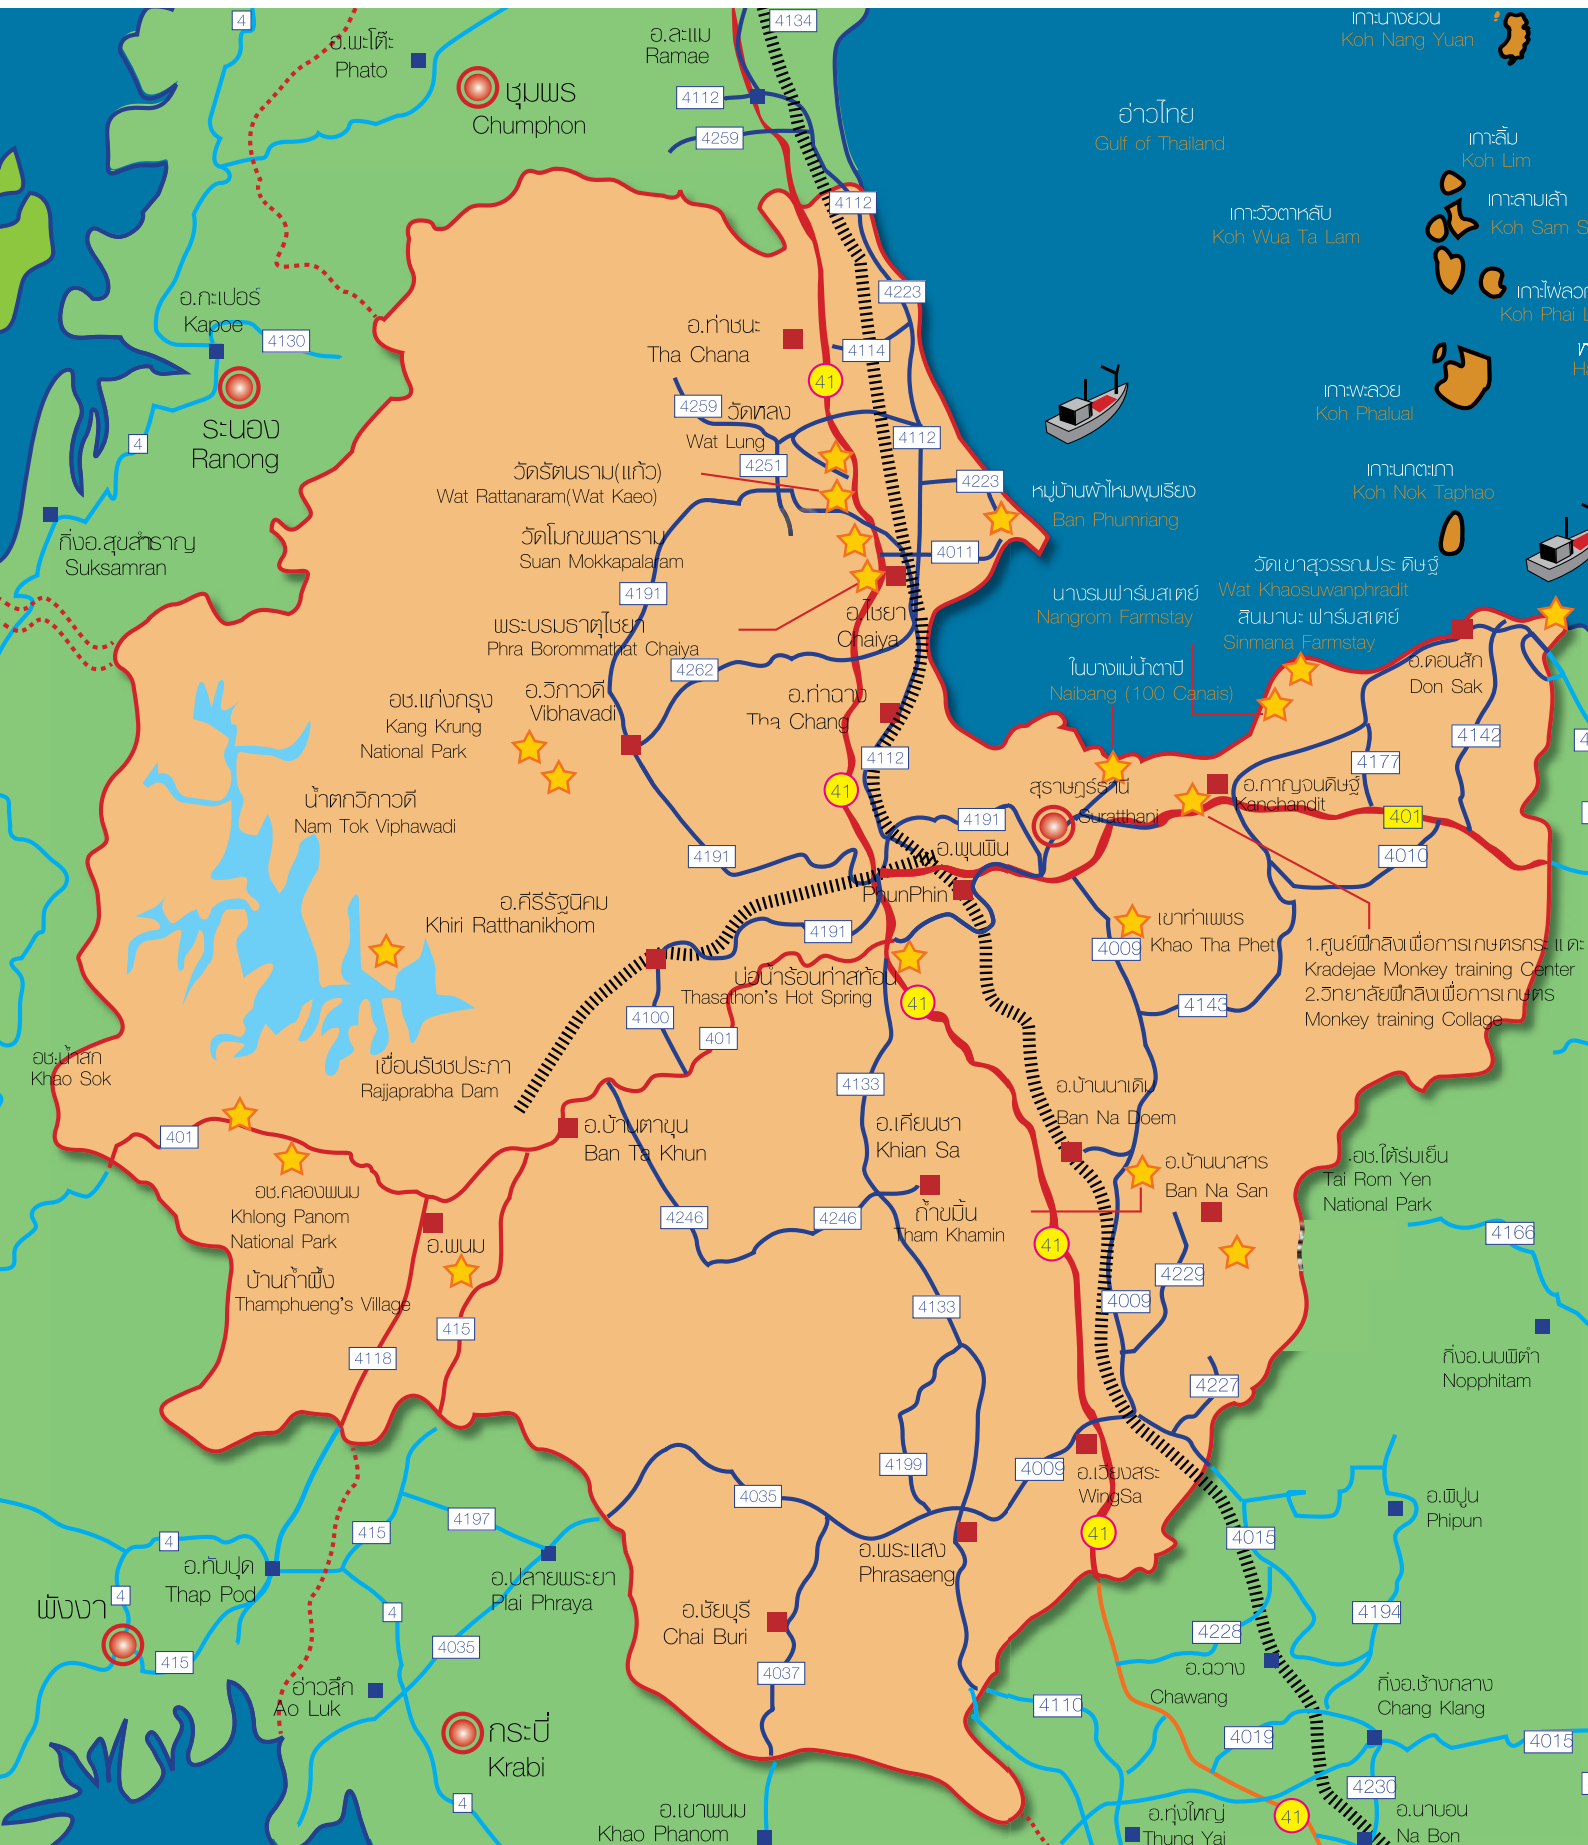 4
4134
อ.พะโต๊ะ
Phato
อ.ละแม
Ramae
เกาะนางยวน
Koh Nang Yuan
ชุมพร
Chumphon
4112
4259
อ่าวไทย
Gulf of Thailand
เกาะลิ้ม
Koh Lim
4112
เกาะสามเส้า
Koh Sam S
เกาะวัวตาหลับ
Koh Wua Ta Lam
4223
เกาะไผ่ลวก
Koh Phai L
อ.กะเปอร์
Kapoe
4130
อ.ท่าชนะ
Tha Chana
4114
41
ห
Ha
ระนอง
Ranong
4
4259
วัดหลง
Wat Lung
4112
4251
เกาะพะลวย
Koh Phalual
วัดรัตนราม(แก้ว)
Wat Rattanaram(Wat Kaeo)
4223
หมู่บ้านผ้าไหมพุมเรียง
Ban Phumriang
เกาะนกตะเภา
Koh Nok Taphao
กิ่งอ.สุขสำราญ
Suksamran
วัดโมกขพลาราม
Suan Mokkapalaram
4011
4191
วัดเขาสุวรรณประ ดิษฐ์
Wat Khaosuwanphradit
นางรมฟาร์มสเตย์
Nangrom Farmstay
สินมานะ ฟาร์มสเตย์
Sinmana Farmstay
พระบรมธาตุไชยา
Phra Borommathat Chaiya
อ.ไชยา
Chaiya
4262
ในบางแม่น้ำตาปี
Naibang (100 Canais)
อ.ดอนสัก
Don Sak
อช.แก่งกรุง
Kang Krung
National Park
อ.วิภาวดี
Vibhavadi
อ.ท่าฉาง
Tha Chang
4112
4142
4
4177
41
น้ำตกวิภาวดี
Nam Tok Viphawadi
สุราษฎร์ธานี
Suratthani
อ.กาญจนดิษฐ์
Kanchandit
401
4191
4191
4010
อ.พุนพิน
PhunPhin
อ.คีรีรัฐนิคม
Khiri Ratthanikhom
4191
เขาท่าเพชร
Khao Tha Phet
4009
1.ศูนย์ฝึกลิงเพื่อการเกษตรกระ แดะ
Kradejae Monkey training Center
2.วิทยาลัยฝึกลิงเพื่อการเกษตร
Monkey training Collage
บ่อน้ำร้อนท่าสท้อน
Thasathon's Hot Spring
41
4143
4100
401
อช.น้ำสก
Khao Sok
เขื่อนรัชชประภา
Rajjaprabha Dam
4133
อ.บ้านนาเดิม
Ban Na Doem
401
อ.บ้านตาขุน
Ban Ta Khun
อ.เคียนซา
Khian Sa
อ.บ้านนาสาร
Ban Na San
.อช.ใต้ร่มเย็น
Tai Rom Yen
National Park
อช.คลองพนม
Khlong Panom
National Park
4246
4246
ถ้ำขมิ้น
Tham Khamin
4166
อ.พนม
41
บ้านถ้ำผึ้ง
Thamphueng's Village
4229
4009
4133
415
4118
กิ่งอ.นบพิตำ
Nopphitam
4227
4199
4009
อ.เวียงสระ
WingSa
4035
อ.พิปูน
Phipun
415
4197
4
41
4015
อ.พระแสง
Phrasaeng
อ.ทับปุด
Thap Pod
อ.ปลายพระยา
Plai Phraya
พังงา
4
4
อ.ชัยบุรี
Chai Buri
4194
4228
415
4035
4037
อ.ฉวาง
Chawang
กิ่งอ.ช้างกลาง
Chang Klang
อ่าวลึก
Ao Luk
4110
กระบี่
Krabi
4019
4015
4
4230
อ.เขาพนม
Khao Phanom
อ.ทุ่งใหญ่
Thung Yai
41
อ.นาบอน
Na Bon